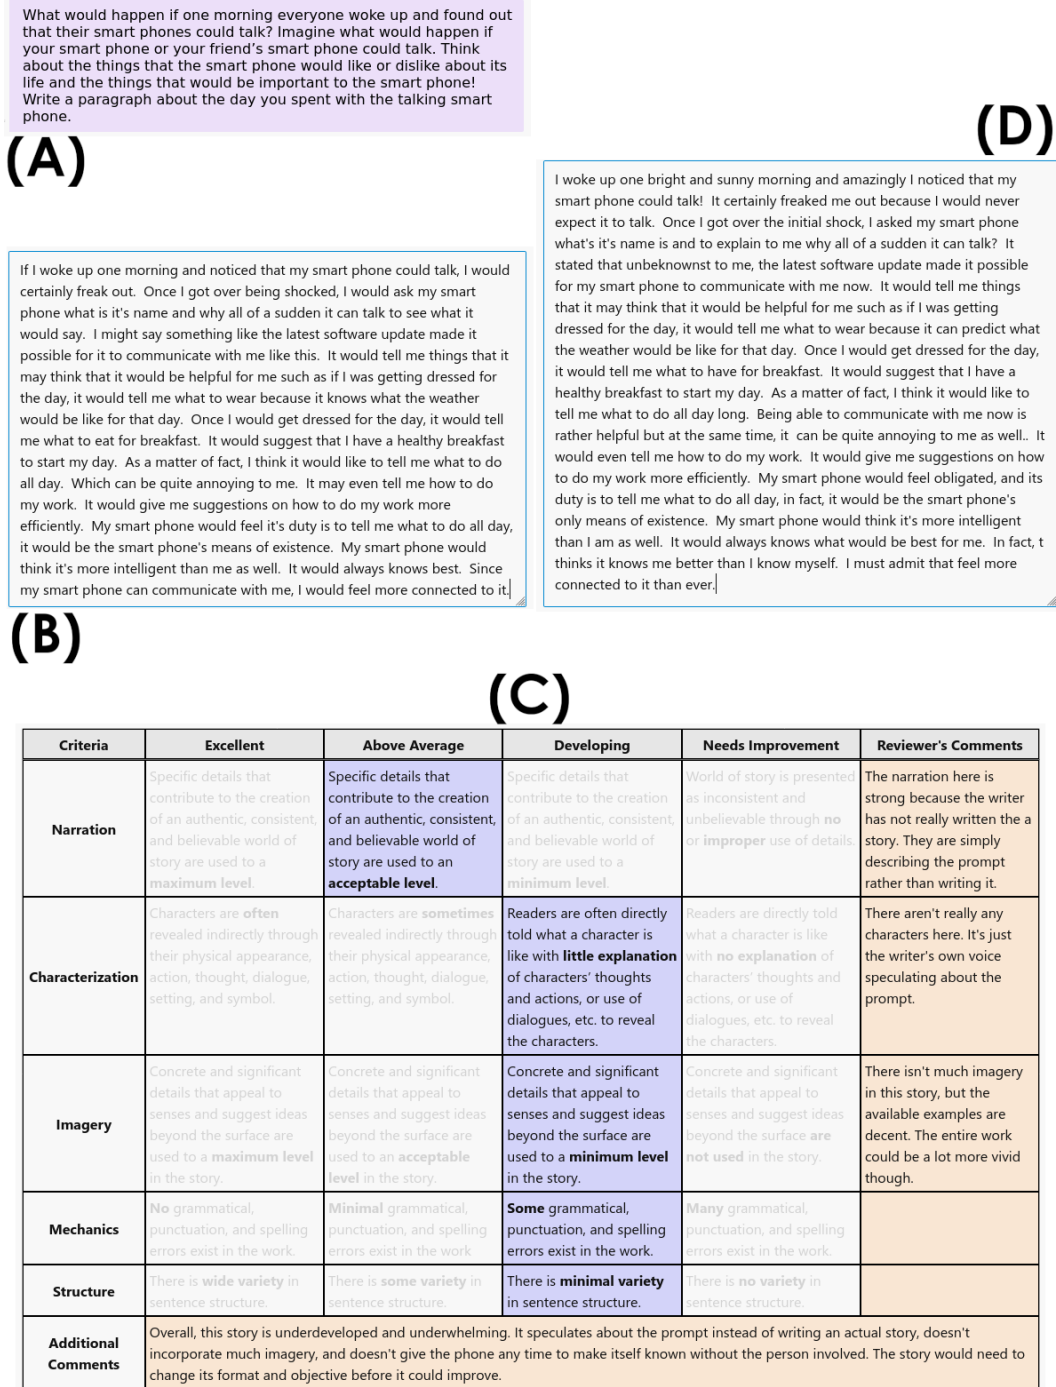 What would happen if one morning everyone woke up and found out
that their smart phones could talk? Imagine what would happen if
your smart phone or your friend's smart phone could talk. Think
about the things that the smart phone would like or dislike about its
life and the things that would be important to the smart phone!
Write a paragraph about the day you spent with the talking smart
phone.
(A)
If I woke up one morning and noticed that my smart phone could talk, I would
certainly freak out.  Once I got over being shocked, I would ask my smart
phone what is it's name and why all of a sudden it can talk to see what it
would say.  I might say something like the latest software update made it
possible for it to communicate with me like this.  It would tell me things that it
may think that it would be helpful for me such as if I was getting dressed for
the day, it would tell me what to wear because it knows what the weather
would be like for that day.  Once I would get dressed for the day, it would tell
me what to eat for breakfast.  It would suggest that I have a healthy breakfast
to start my day.  As a matter of fact, I think it would like to tell me what to do
all day.  Which can be quite annoying to me.  It may even tell me how to do
my work.  It would give me suggestions on how to do my work more
efficiently.  My smart phone would feel it's duty is to tell me what to do all day,
it would be the smart phone's means of existence.  My smart phone would
think it's more intelligent than me as well.  It would always knows best.  Since
my smart phone can communicate with me, I would feel more connected to it.
(B)
(D)
I woke up one bright and sunny morning and amazingly I noticed that my
smart phone could talk!  It certainly freaked me out because I would never
expect it to talk.  Once I got over the initial shock, I asked my smart phone
what's it's name is and to explain to me why all of a sudden it can talk?  It
stated that unbeknownst to me, the latest software update made it possible
for my smart phone to communicate with me now.  It would tell me things
that it may think that it would be helpful for me such as if I was getting
dressed for the day, it would tell me what to wear because it can predict what
the weather would be like for that day.  Once I would get dressed for the day,
it would tell me what to have for breakfast.  It would suggest that I have a
healthy breakfast to start my day.  As a matter of fact, I think it would like to
tell me what to do all day long.  Being able to communicate with me now is
rather helpful but at the same time, it  can be quite annoying to me as well..  It
would even tell me how to do my work.  It would give me suggestions on how
to do my work more efficiently.  My smart phone would feel obligated, and its
duty is to tell me what to do all day, in fact, it would be the smart phone's
only means of existence.  My smart phone would think it's more intelligent
than I am as well.  It would always knows what would be best for me.  In fact, t
thinks it knows me better than I know myself.  I must admit that feel more
connected to it than ever.
(C)
Criteria
Excellent
Above Average
Developing
Needs Improvement
Reviewer's Comments
Narration
Specific details that
contribute to the creation
of an authentic, consistent,
and believable world of
story are used to a
maximum level.
Specific details that
contribute to the creation
of an authentic, consistent,
and believable world of
story are used to an
acceptable level.
Specific details that
contribute to the creation
of an authentic, consistent,
and believable world of
story are used to a
minimum level.
World of story is presented
as inconsistent and
unbelievable through no
or improper use of details.
The narration here is
strong because the writer
has not really written the a
story. They are simply
describing the prompt
rather than writing it.
Characterization
Characters are often
revealed indirectly through
their physical appearance,
action, thought, dialogue,
setting, and symbol.
Characters are sometimes
revealed indirectly through
their physical appearance,
action, thought, dialogue,
setting, and symbol.
Readers are often directly
told what a character is
like with little explanation
of characters' thoughts
and actions, or use of
dialogues, etc. to reveal
the characters.
Readers are directly told
what a character is like
with no explanation of
characters' thoughts and
actions, or use of
dialogues, etc. to reveal
the characters.
There aren't really any
characters here. It's just
the writer's own voice
speculating about the
prompt.
Imagery
Concrete and significant
details that appeal to
senses and suggest ideas
beyond the surface are
used to a maximum level
in the story.
Concrete and significant
details that appeal to
senses and suggest ideas
beyond the surface are
used to an acceptable
level in the story.
Concrete and significant
details that appeal to
senses and suggest ideas
beyond the surface are
used to a minimum level
in the story.
Concrete and significant
details that appeal to
senses and suggest ideas
beyond the surface are
not used in the story.
There isn't much imagery
in this story, but the
available examples are
decent. The entire work
could be a lot more vivid
though.
Mechanics
No grammatical,
punctuation, and spelling
errors exist in the work.
Minimal grammatical,
punctuation, and spelling
errors exist in the work
Some grammatical,
punctuation, and spelling
errors exist in the work.
Many grammatical,
punctuation, and spelling
errors exist in the work.
Structure
There is wide variety in
sentence structure.
There is some variety in
sentence structure.
There is minimal variety
in sentence structure.
There is no variety in
sentence structure.
Additional
Comments
Overall, this story is underdeveloped and underwhelming. It speculates about the prompt instead of writing an actual story, doesn't
incorporate much imagery, and doesn't give the phone any time to make itself known without the person involved. The story would need to
change its format and objective before it could improve.